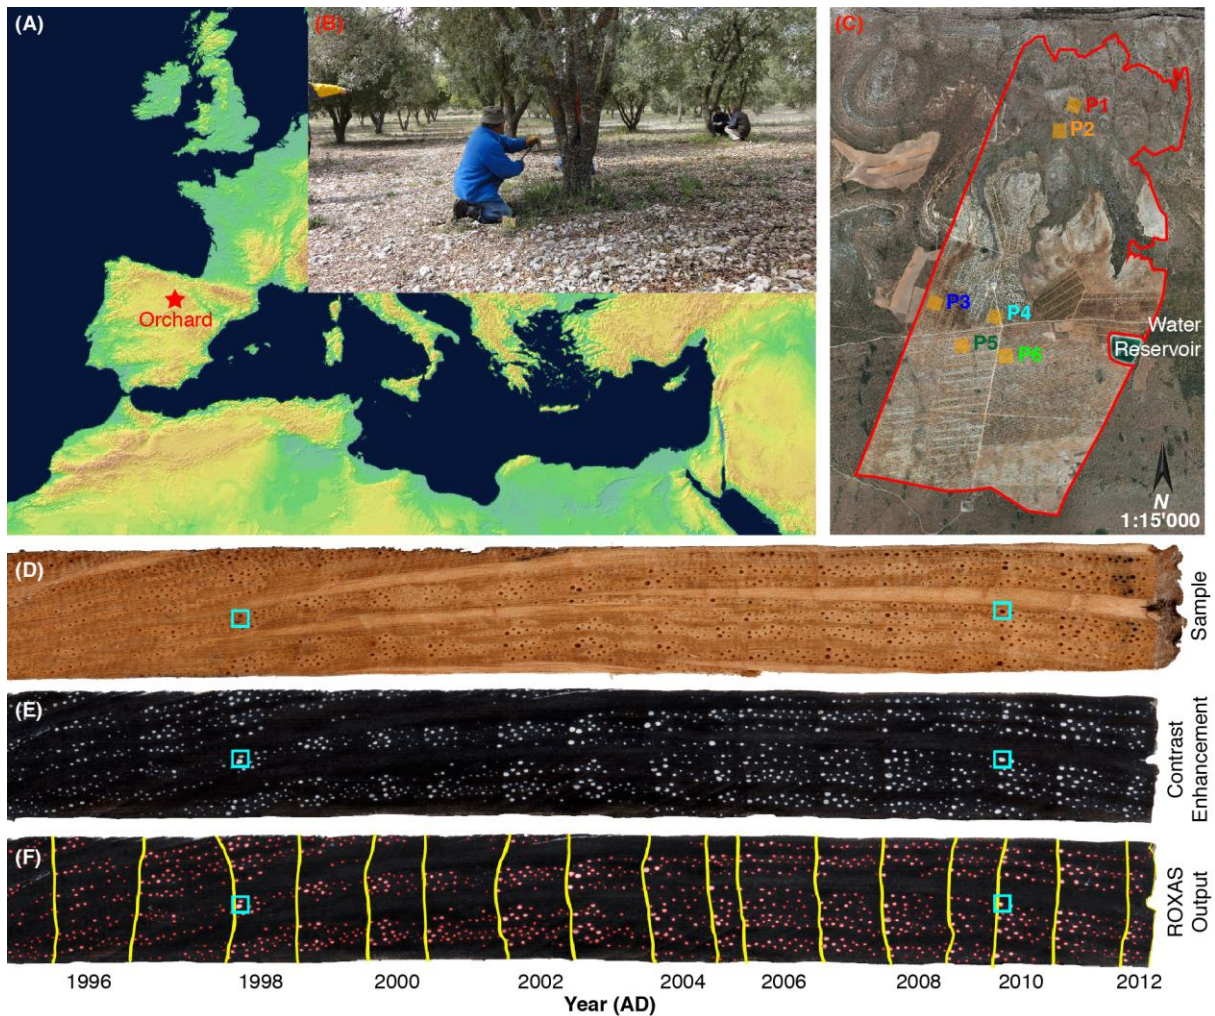 (A)
(B)
(C)
Orchard
P1
P2
P3
P4
P5
P6
Water
Reservoir
N
1:15'000
(D)
Sample
(E)
Contrast
Enhancement
(F)
ROXAS
Output
1996
1998
2000
2002
2004
2006
2008
2010
2012
Year (AD)